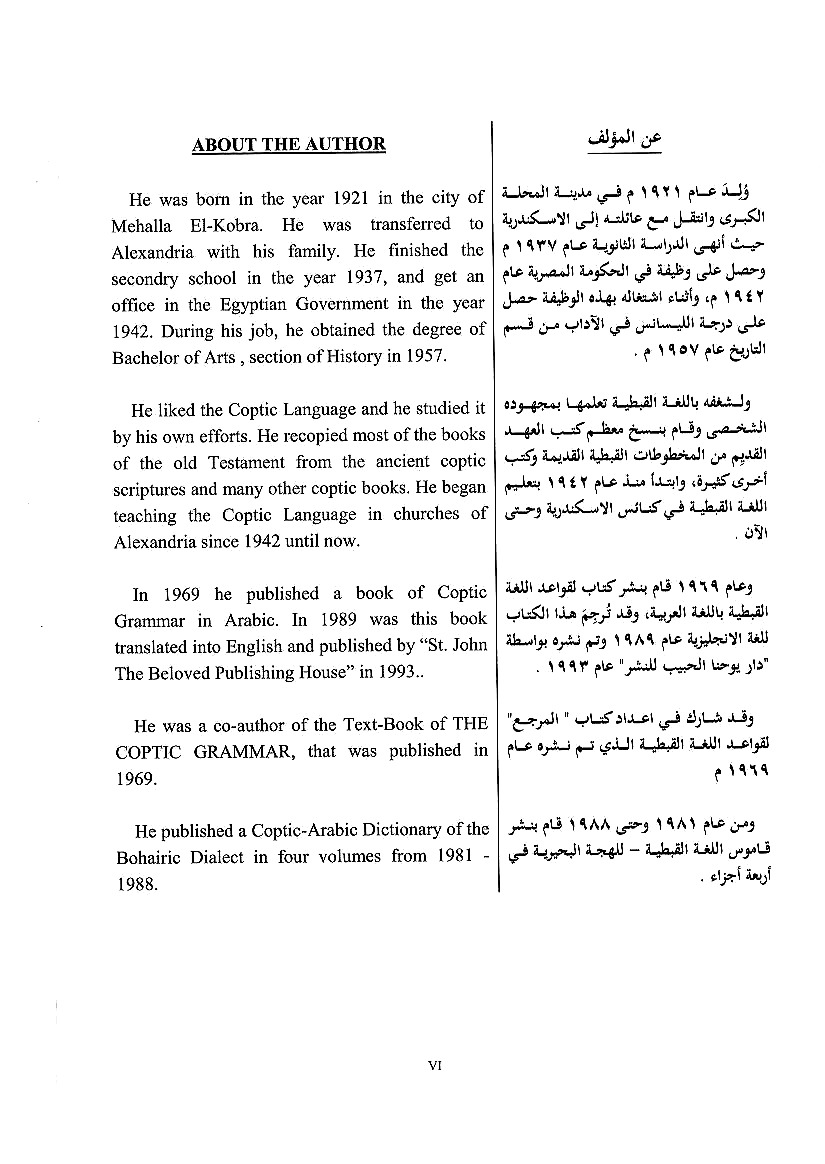 ABOUT THE AUTHOR
He was born in the year 1921 in the city of
Mehalla El-Kobra. He was transferred to
Alexandria with his family. He finished the
secondry school in the year 1937, and get an
office in the Egyptian Government in the year
1942. During his job, he obtained the degree of
Bachelor of Arts , section of History in 1957.
He liked the Coptic Language and he studied it
by his own efforts. He recopied most of the books
of the old Testament from the ancient coptic
scriptures and many other coptic books. He began
teaching the Coptic Language in churches of
Alexandria since 1942 until now.
In 1969 he published a book of Coptic
Grammar in Arabic. In 1989 was this book
translated into English and published by “St. John
The Beloved Publishing House” in 1993..
He was a co-author of the Text-Book of THE
COPTIC GRAMMAR, that was published in
1969.
He published a Coptic-Arabic Dictionary of the
Bohairic Dialect in four volumes from 1981 -
1988.
عن المؤلف
وُلِدَ عام ١٩٢١ م في مدينة المحلة
الكبرى وانتقل مع عائلته إلى الاسكندرية
حيث أنهى الدراسة الثانوية عام ١٩٣٧ م
وحصل على وظيفة في الحكومة المصرية عام
١٩٤٢ م، وأثناء اشتغاله بهذه الوظيفة حصل
على درجة الليسانس في الآداب من قسم
التاريخ عام ١٩٥٧ م .
ولشغفه باللغة القبطية تعلمها بمجهوده
الشخصى وقام بنسخ معظم كتب العهد
القديم من المخطوطات القبطية القديمة وكتب
أخرى كثيرة، وابتدأ منذ عام ١٩٤٢ بتعليم
اللغة القبطية في كنائس الاسكندرية وحتى
الآن .
وعام ١٩٦٩ قام بنشر كتاب لقواعد اللغة
القبطية باللغة العربية، وقد تُرجِمَ هذا الكتاب
للغة الانجليزية عام ١٩٨٩ وتم نشره بواسطة
"دار يوحنا الحبيب للنشر" عام ١٩٩٣ .
وقد شارك في اعداد كتاب " المرجع"
لقواعد اللغة القبطية الذي تم نشره عام
١٩٦٩ م
ومن عام ١٩٨١ وحتى ١٩٨٨ قام بنشر
قاموس اللغة القبطية – للهجة البحيرية في
أربعة أجزاء .
VI